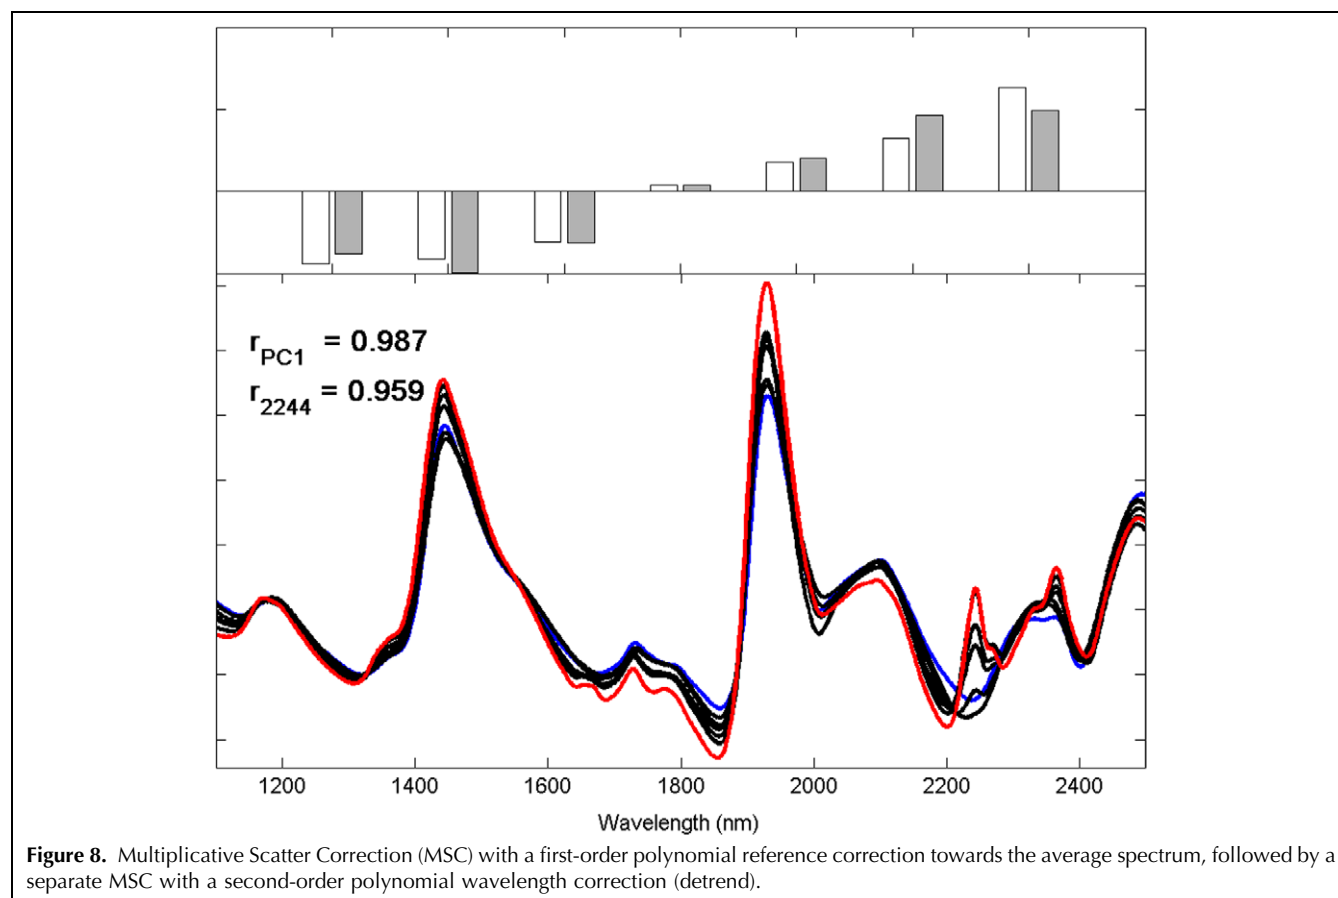 r PC1 = 0.987
r 2244 = 0.959
1200 1400 1600 1800 2000 2200 2400
Wavelength (nm)
Figure 8. Multiplicative Scatter Correction (MSC) with a first-order polynomial reference correction towards the average spectrum, followed by a
separate MSC with a second-order polynomial wavelength correction (detrend).